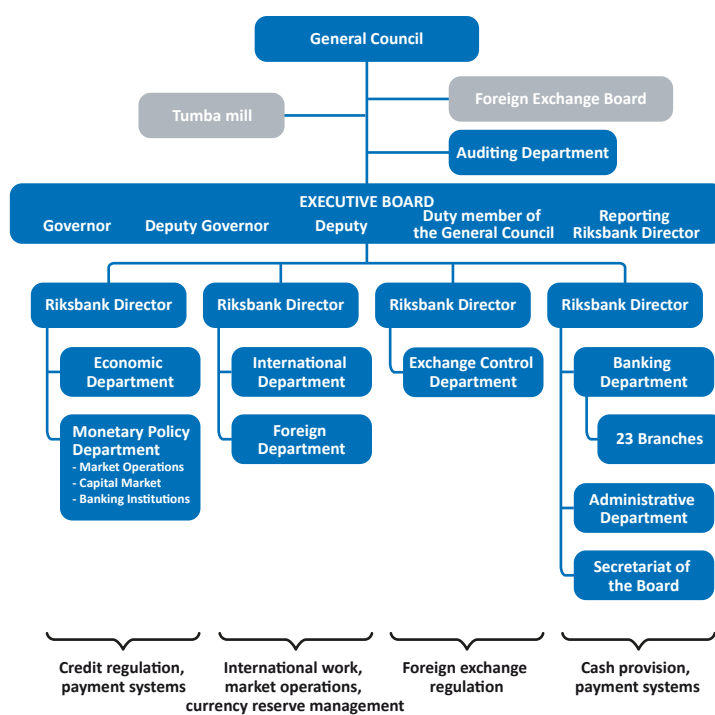 General Council
Foreign Exchange Board
Tumba mill
Auditing Department
EXECUTIVE BOARD
Governor
Deputy Governor
Deputy
Duty member of
the General Council
Reporting
Riksbank Director
Riksbank Director
Riksbank Director
Riksbank Director
Riksbank Director
Economic
Department
International
Department
Exchange Control
Department
Banking
Department
Monetary Policy
Department
- Market Operations
- Capital Market
- Banking Institutions
Foreign
Department
23 Branches
Administrative
Department
Secretariat of
the Board
Credit regulation,
payment systems
International work,
market operations,
currency reserve management
Foreign exchange
regulation
Cash provision,
payment systems